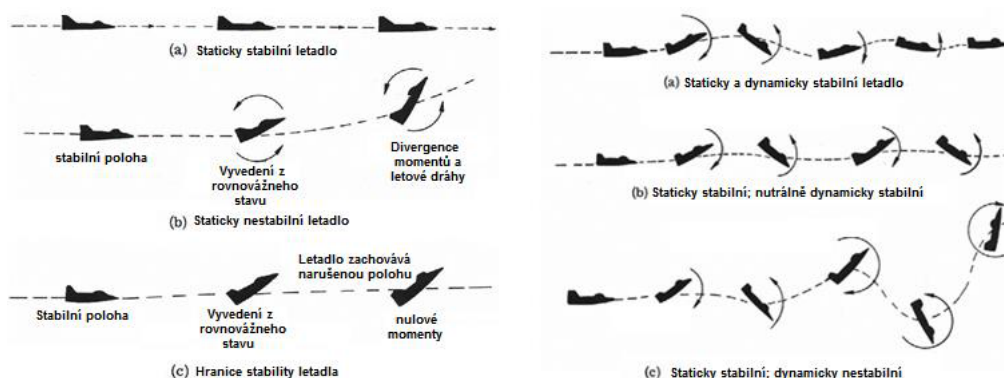 (a) Staticky stabilní letadlo
stabilní poloha
Vyvedení z
rovnovážneho
stavu
Divergence
momentů a
letové dráhy
(b) Staticky nestabilní letadlo
Letadlo zachovává
narušenou polohu
Stabilní poloha
Vyvedení z
rovnovážneho
stavu
nulové
momenty
(c) Hranice stability letadla
(a) Staticky a dynamicky stabilní letadlo
(b) Staticky stabilní; nutrálně dynamicky stabilní
(c) Staticky stabilní; dynamicky nestabilní